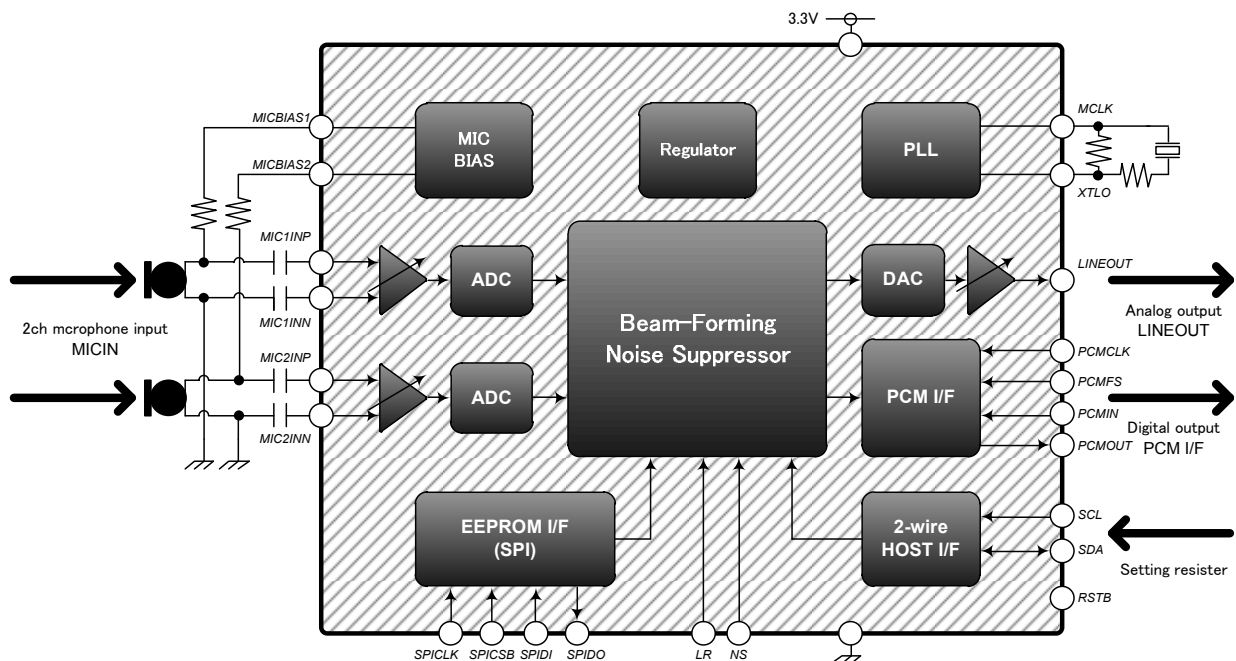 3.3V
MICBIAS1
MICBIAS2
MIC
BIAS
Regulator
PLL
MCLK
XTLO
MIC1INP
MIC1INN
ADC
2ch mcrophone input
MICIN
MIC2INP
MIC2INN
ADC
Beam-Forming
Noise Suppressor
DAC
LINEOUT
Analog output
LINEOUT
PCM I/F
PCMCLK
PCMFS
PCMIN
PCMOUT
Digital output
PCM I/F
EEPROM I/F
(SPI)
2-wire
HOST I/F
SCL
SDA
Setting resister
RSTB
SPICLK
SPICSB
SPIDI
SPIDO
LR
NS